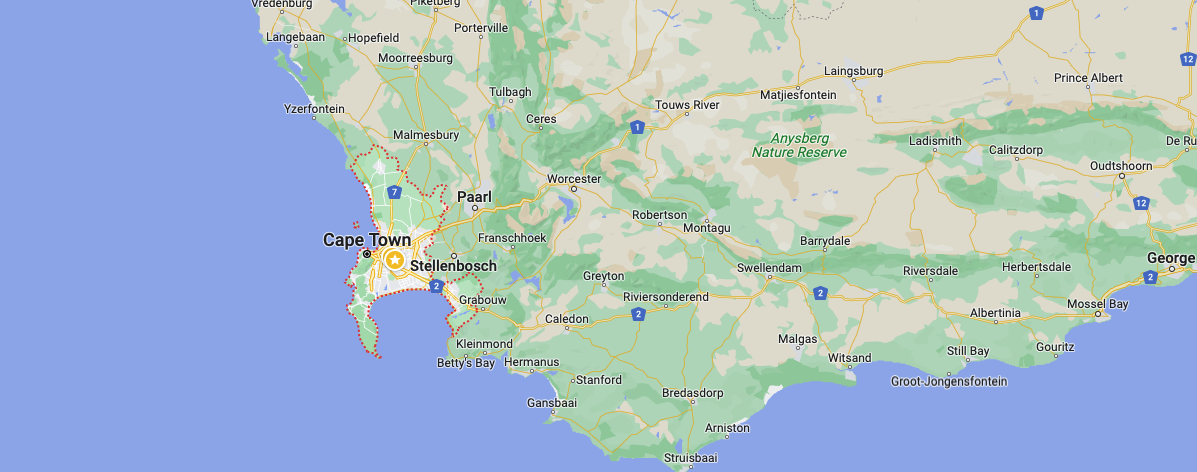 Vredenburg
Piketberg
Porterville
Langebaan
Hopefield
Moorreesburg
1
12
Laingsburg
Prince Albert
Tulbagh
Matjiesfontein
Yzerfontein
Touws River
Ceres
1
Malmesbury
Anysberg
Nature Reserve
Ladismith
De Ru
Calitzdorp
Oudtshoorn
Worcester
7
Paarl
12
Robertson
Montagu
Cape Town
Franschhoek
Barrydale
Stellenbosch
George
Swellendam
Riversdale
Herbertsdale
Greyton
2
2
2
Grabouw
Riviersonderend
Mossel Bay
2
Albertinia
Caledon
Kleinmond
Malgas
Gouritz
Still Bay
Witsand
Betty's Bay
Hermanus
Stanford
Groot-Jongensfontein
Bredasdorp
Gansbaai
Arniston
Struisbaai